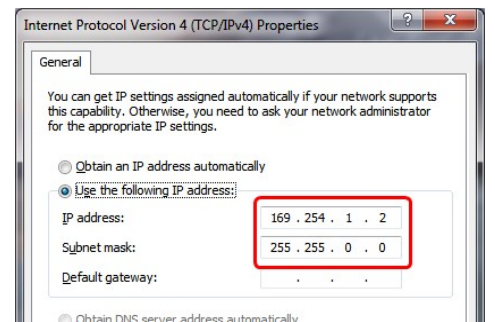 Internet Protocol Version 4 (TCP/IPv4) Properties
General
You can get IP settings assigned automatically if your network supports
this capability. Otherwise, you need to ask your network administrator
for the appropriate IP settings.
Obtain an IP address automatically
Use the following IP address:
IP address: 169 . 254 . 1 . 2
Subnet mask: 255 . 255 . 0 . 0
Default gateway: . . .
Obtain DNS server address automatically